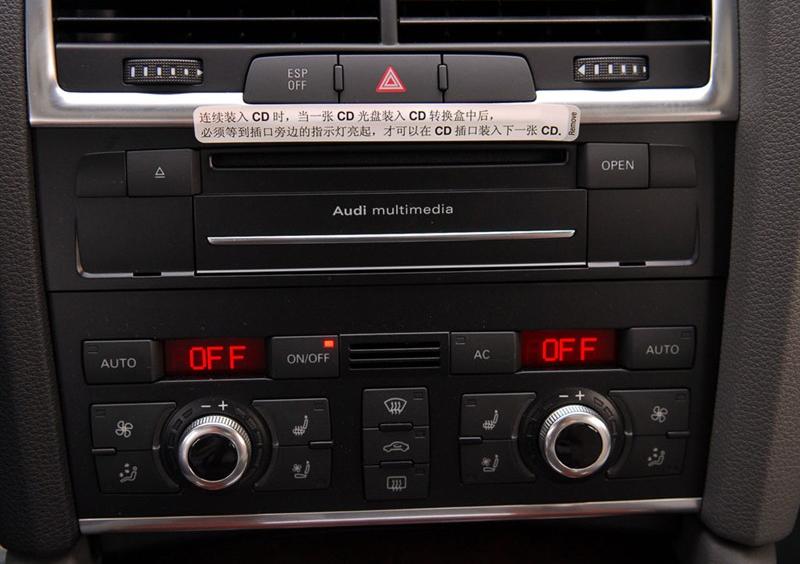 ESP
OFF
连续装入 CD 时，当一张 CD 光盘装入 CD 转换盒中后，
必须等到插口旁边的指示灯亮起，才可以在 CD 插口装入下一张 CD.
Remove
OPEN
Audi multimedia
AUTO
OFF
ON/OFF
AC
OFF
AUTO
- +
- +